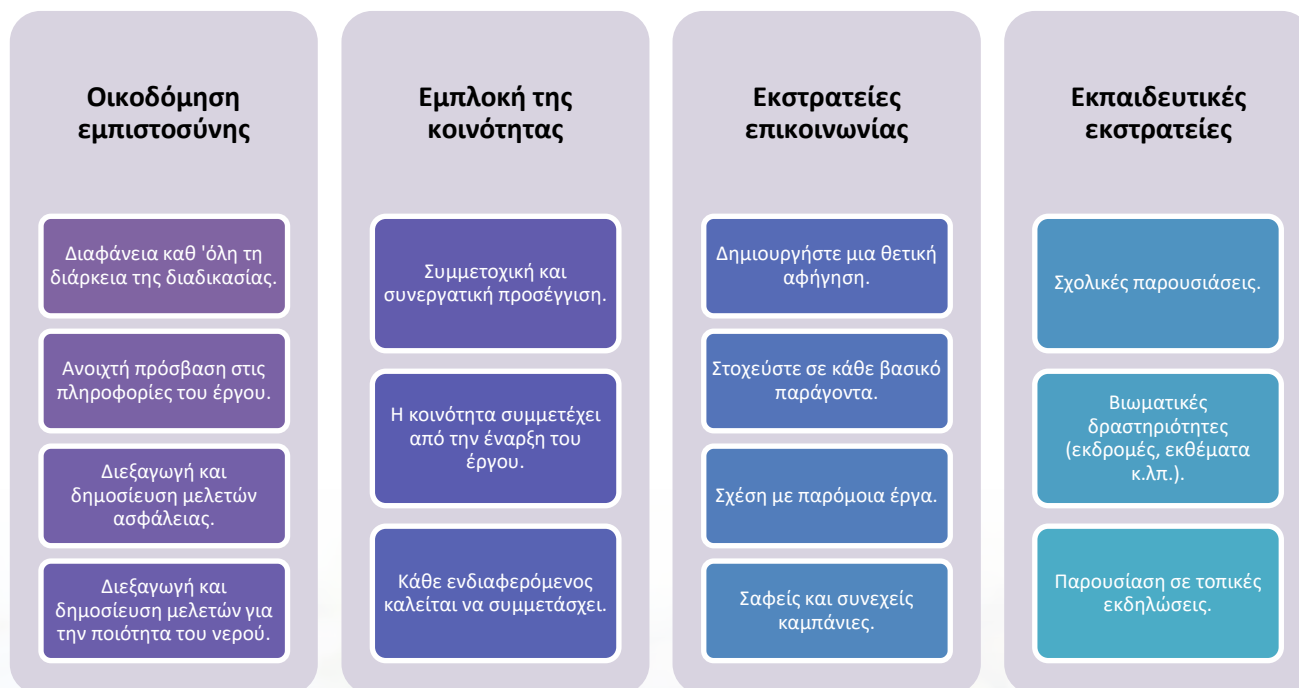 Οικοδόμηση
εμπιστοσύνης
Διαφάνεια καθ 'όλη τη
διάρκεια της διαδικασίας.
Ανοιχτή πρόσβαση στις
πληροφορίες του έργου.
Διεξαγωγή και
δημοσίευση μελετών
ασφάλειας.
Διεξαγωγή και
δημοσίευση μελετών για
την ποιότητα του νερού.
Εμπλοκή της
κοινότητας
Συμμετοχική και
συνεργατική προσέγγιση.
Η κοινότητα συμμετέχει
από την έναρξη του
έργου.
Κάθε ενδιαφερόμενος
καλείται να συμμετάσχει.
Εκστρατείες
επικοινωνίας
Δημιουργήστε μια θετική
αφήγηση.
Στοχεύστε σε κάθε βασικό
παράγοντα.
Σχέση με παρόμοια έργα.
Σαφείς και συνεχείς
καμπάνιες.
Εκπαιδευτικές
εκστρατείες
Σχολικές παρουσιάσεις.
Βιωματικές
δραστηριότητες
(εκδρομές, εκθέματα
κ.λπ.).
Παρουσίαση σε τοπικές
εκδηλώσεις.